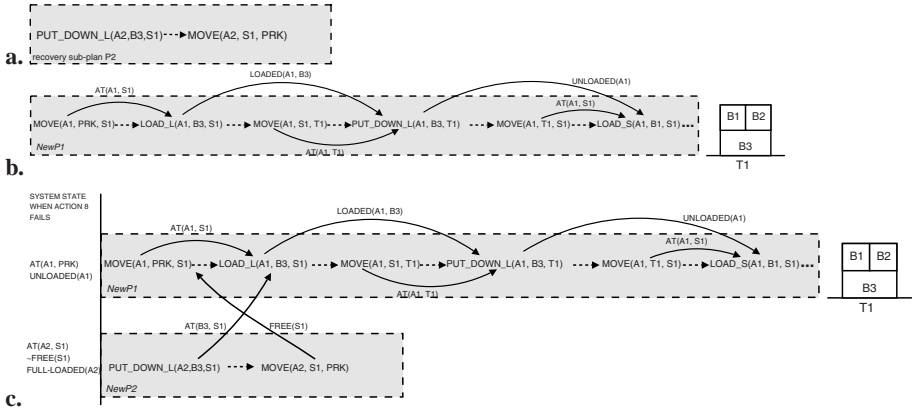 PUT_DOWN_L(A2,B3,S1) MOVE(A2, S1, PRK)
a. recovery sub-plan P2
LOADED(A1, B3)
AT(A1, S1) UNLOADED(A1)
AT(A1, S1)
MOVE(A1, PRK, S1) LOAD_L(A1, B3, S1) MOVE(A1, S1, T1) PUT_DOWN_L(A1, B3, T1) MOVE(A1, T1, S1) LOAD_S(A1, B1, S1) ...
B1 B2
B3
NewP1 AT(A1, T1)
T1
b.
SYSTEM STATE
WHEN ACTION 8
FAILS
LOADED(A1, B3)
UNLOADED(A1)
AT(A1, S1)
AT(A1, S1)
AT(A1, PRK)
UNLOADED(A1)
MOVE(A1, PRK, S1) LOAD_L(A1, B3, S1) MOVE(A1, S1, T1) PUT_DOWN_L(A1, B3, T1) MOVE(A1, T1, S1) LOAD_S(A1, B1, S1) ...
B1 B2
B3
NewP1 AT(A1, T1)
T1
AT(B3, S1) FREE(S1)
AT(A2, S1)
~FREE(S1)
FULL-LOADED(A2)
PUT_DOWN_L(A2,B3,S1) MOVE(A2, S1, PRK)
NewP2
c.